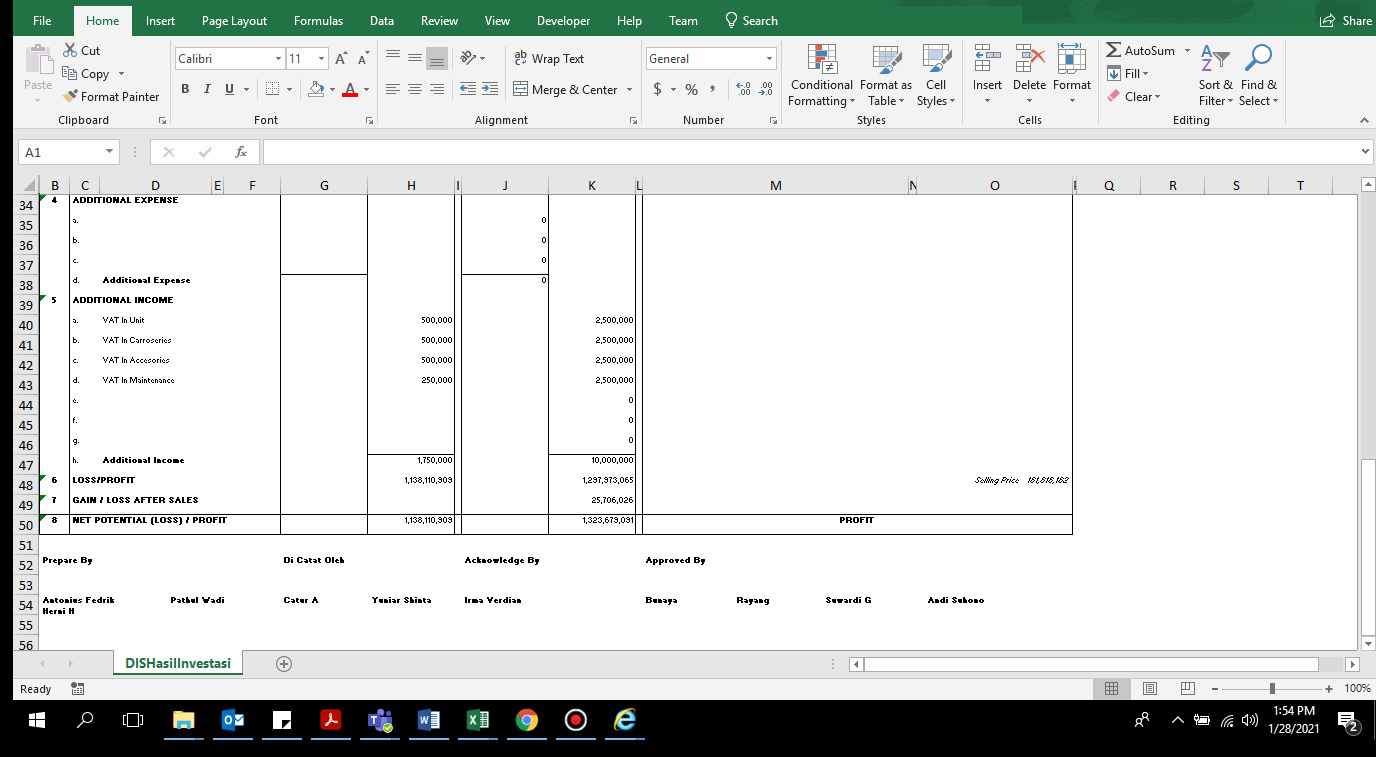 File Home Insert Page Layout Formulas Data Review View Developer Help Team Search Share
Cut
Copy
Format Painter
Paste
Clipboard
Calibri 11 A A
B I U A
Font
ab Wrap Text
Merge & Center
Alignment
General
$ % ,
Number
Conditional Formatting Format as Table Cell Styles
Styles
Insert Delete Format
Cells
AutoSum
Fill
Clear
Sort & Filter Find & Select
Editing
A1 fx
B C D E F G H I J K L M N O P Q R S T
34 4 ADDITIONAL EXPENSE
35 a. 0
36 b. 0
37 c. 0
38 d. Additional Expense 0
39 5 ADDITIONAL INCOME
40 a. VAT In Unit 500,000 2,500,000
41 b. VAT In Carroseries 500,000 2,500,000
42 c. VAT In Accesories 500,000 2,500,000
43 d. VAT In Maintenance 250,000 2,500,000
44 e. 0
45 f. 0
46 g. 0
47 h. Additional Income 1,750,000 10,000,000
48 6 LOSS/PROFIT 1,138,110,909 1,297,973,065 Selling Price 181,818,182
49 7 GAIN / LOSS AFTER SALES 25,706,026
50 8 NET POTENTIAL (LOSS) / PROFIT 1,138,110,909 1,323,679,091 PROFIT
51
52 Prepare By Di Catat Oleh Acknowledge By Approved By
53
54 Antonius Fedrik Pathul Wadi Catur A Yuniar Shinta Irma Verdian Bunaya Rayang Suwardi G Andi Suhono
Herni H
55
56
DISHasilInvestasi
Ready 100%
1:54 PM
1/28/2021
2